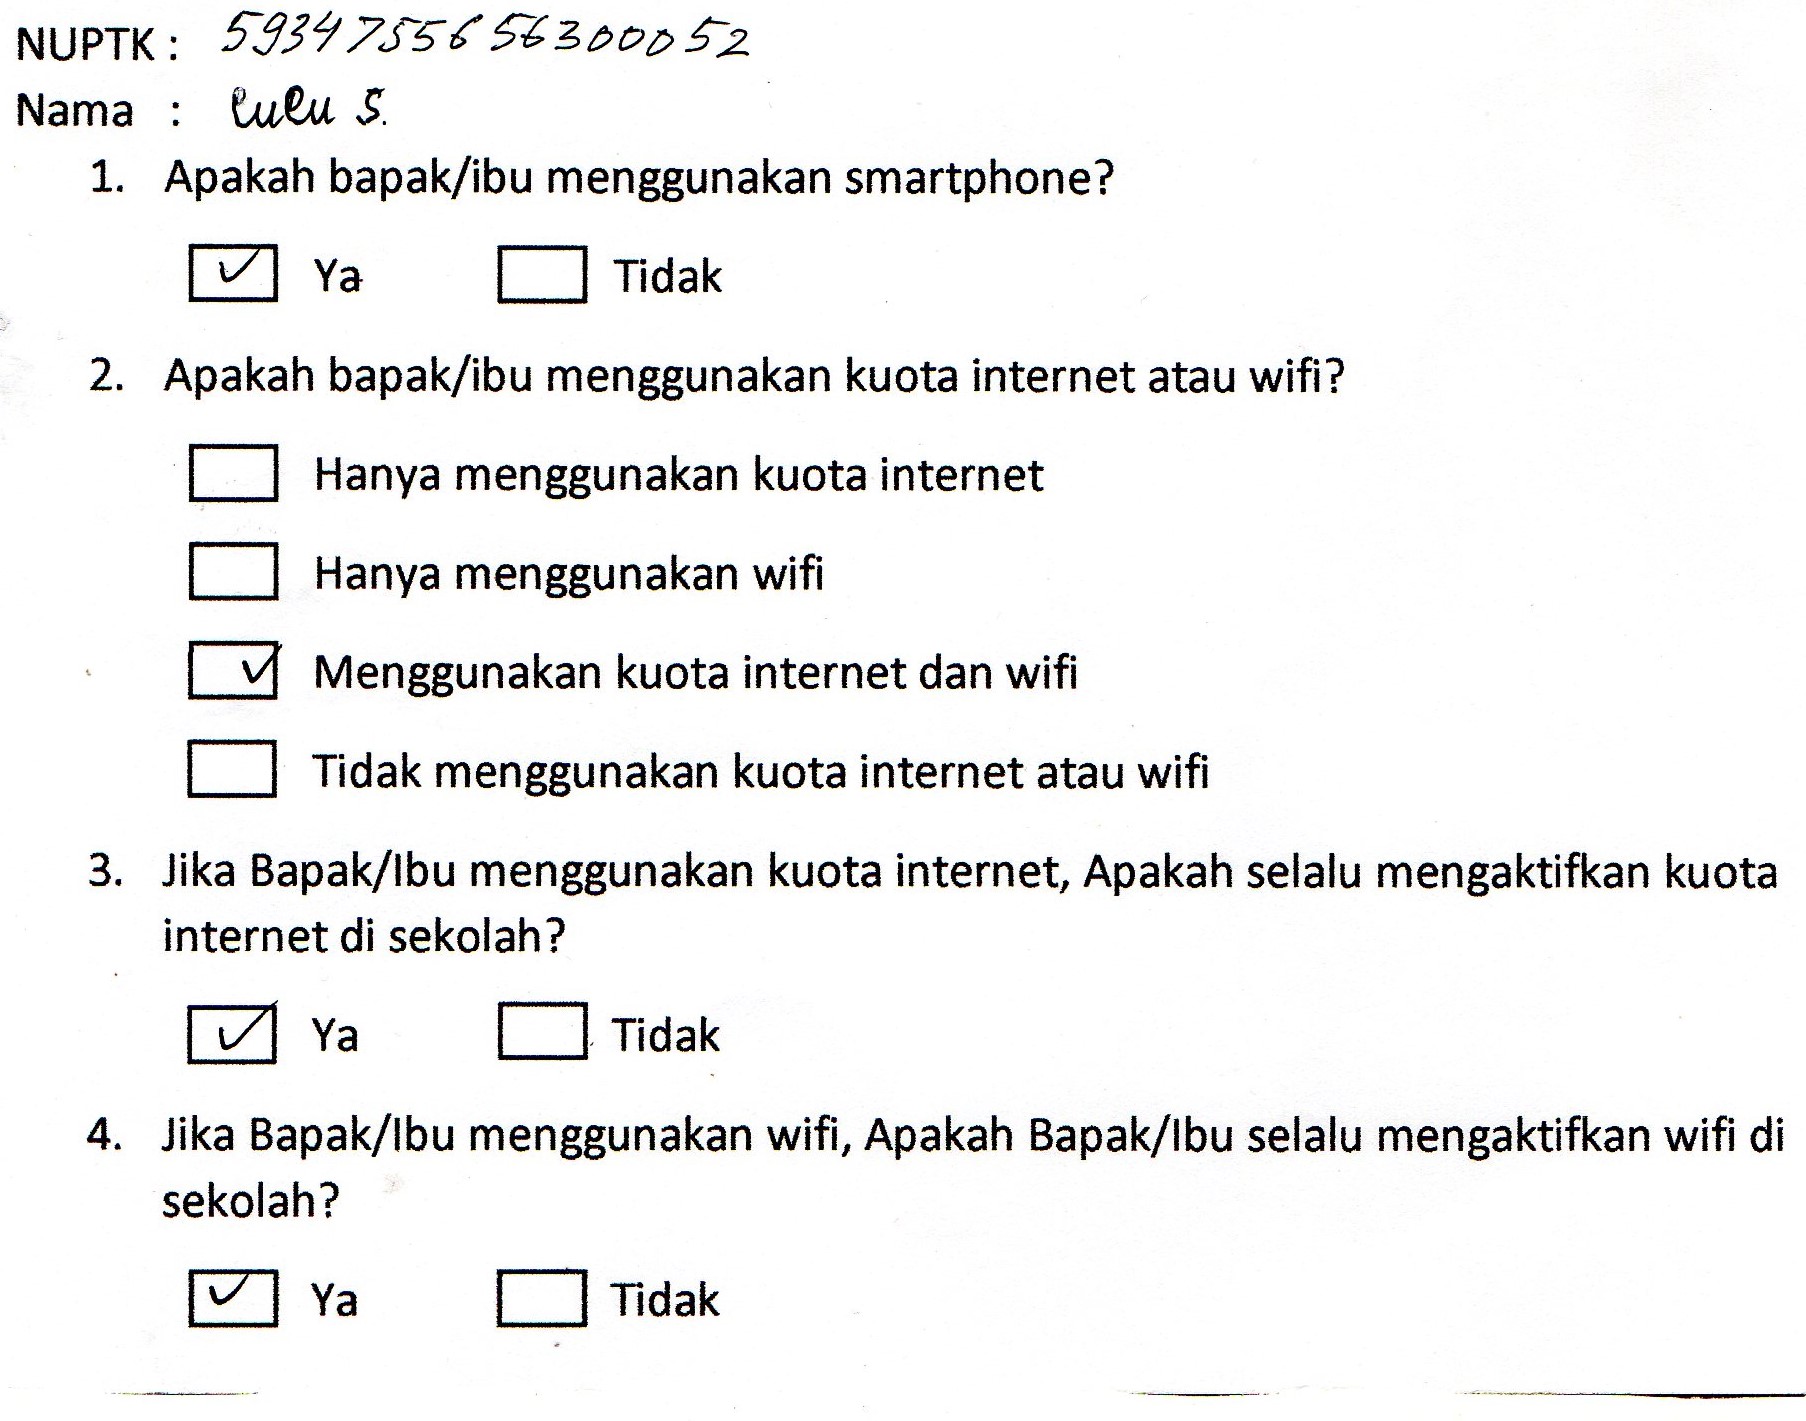 NUPTK : 5934755656300052
Nama : Lulu S.
1. Apakah bapak/ibu menggunakan smartphone?
✓ Ya Tidak
2. Apakah bapak/ibu menggunakan kuota internet atau wifi?
Hanya menggunakan kuota internet
Hanya menggunakan wifi
✓ Menggunakan kuota internet dan wifi
Tidak menggunakan kuota internet atau wifi
3. Jika Bapak/Ibu menggunakan kuota internet, Apakah selalu mengaktifkan kuota
internet di sekolah?
✓ Ya Tidak
4. Jika Bapak/Ibu menggunakan wifi, Apakah Bapak/Ibu selalu mengaktifkan wifi di
sekolah?
✓ Ya Tidak